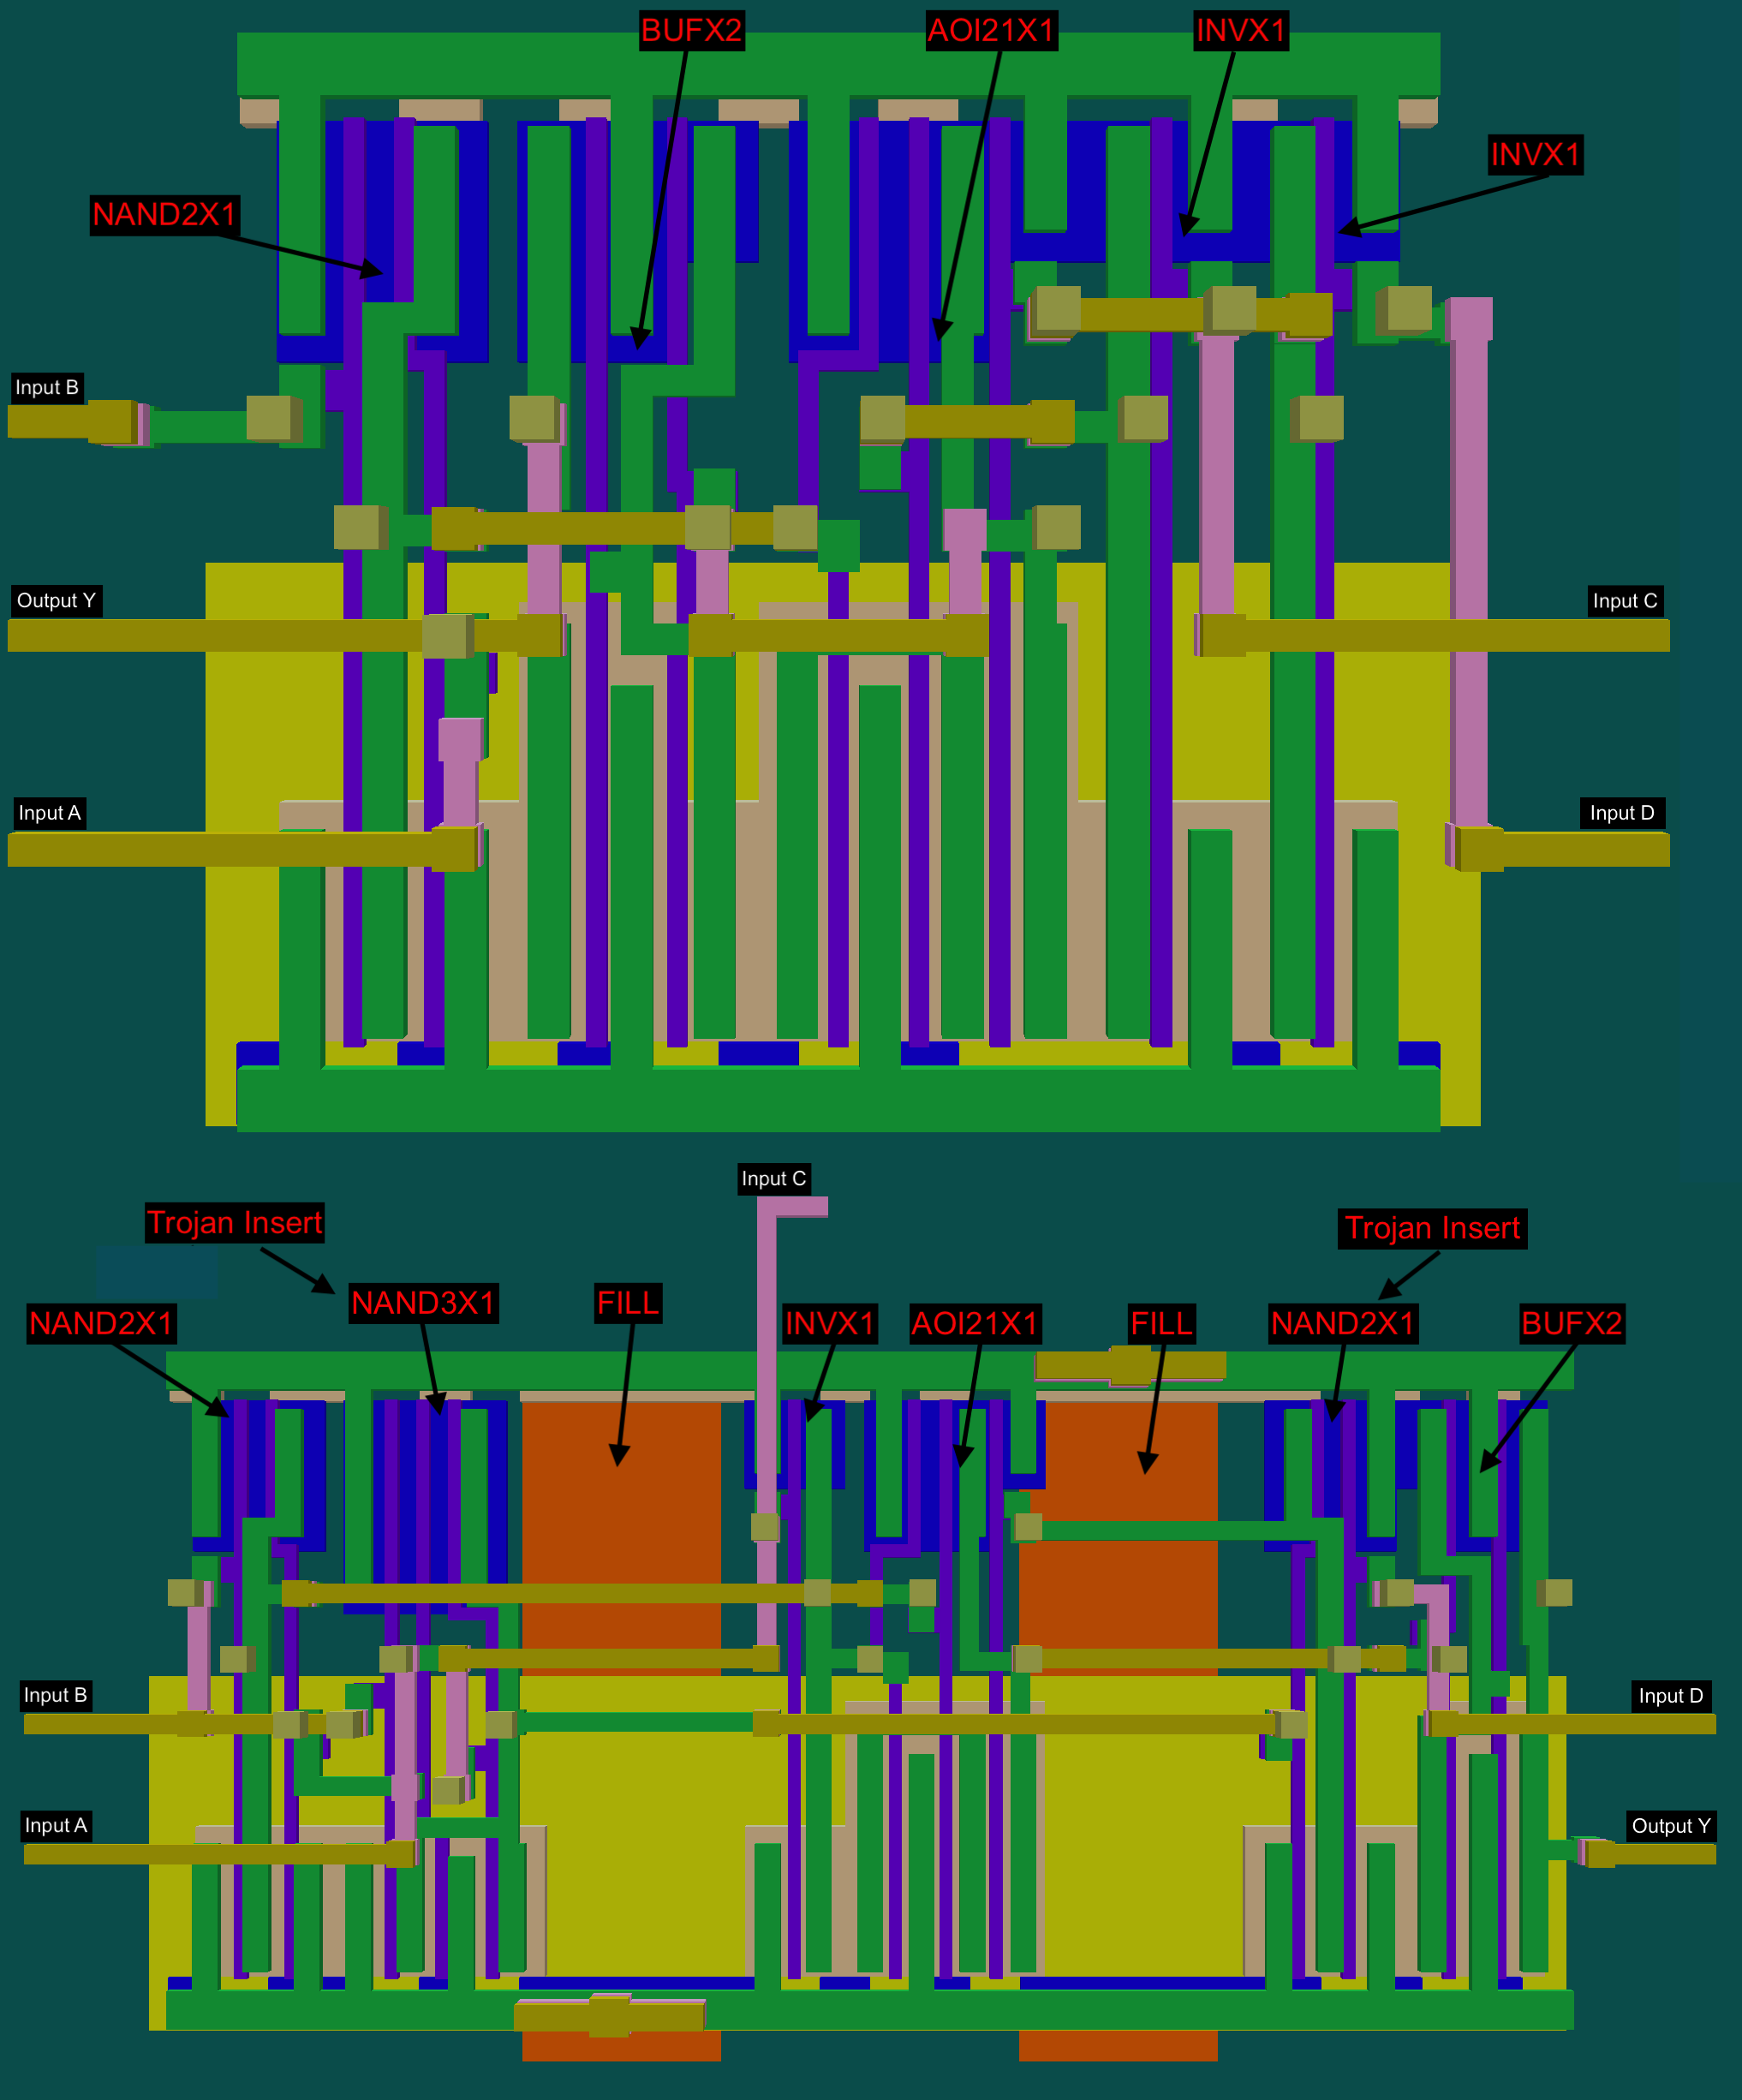 BUFX2
AOI21X1
INVX1
INVX1
NAND2X1
Input B
Output Y
Input C
Input A
Input D
Input C
Trojan Insert
Trojan Insert
NAND3X1
FILL
NAND2X1
INVX1
AOI21X1
FILL
NAND2X1
BUFX2
Input B
Input D
Input A
Output Y